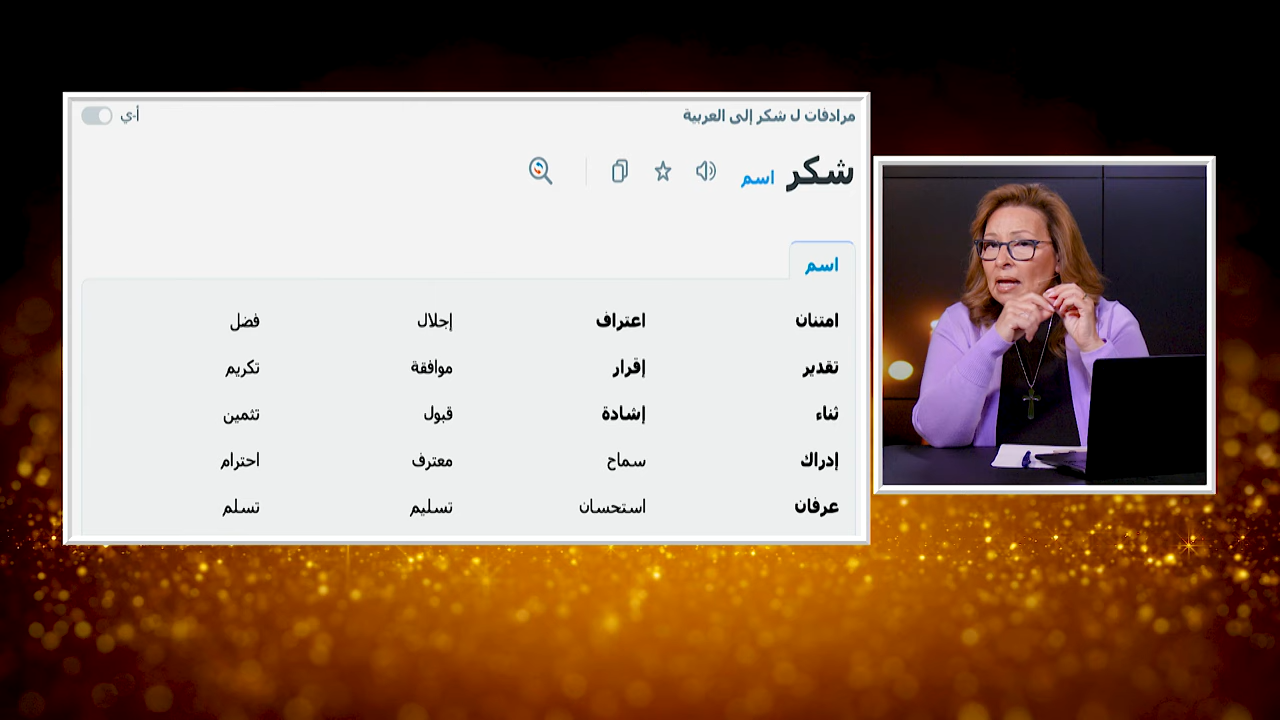 مرادفات ل شكر إلى العربية أ-ي
شكر اسم
اسم
امتنان اعتراف إجلال فضل
تقدير إقرار موافقة تكريم
ثناء إشادة قبول تثمين
إدراك سماح معترف احترام
عرفان استحسان تسليم تسلم